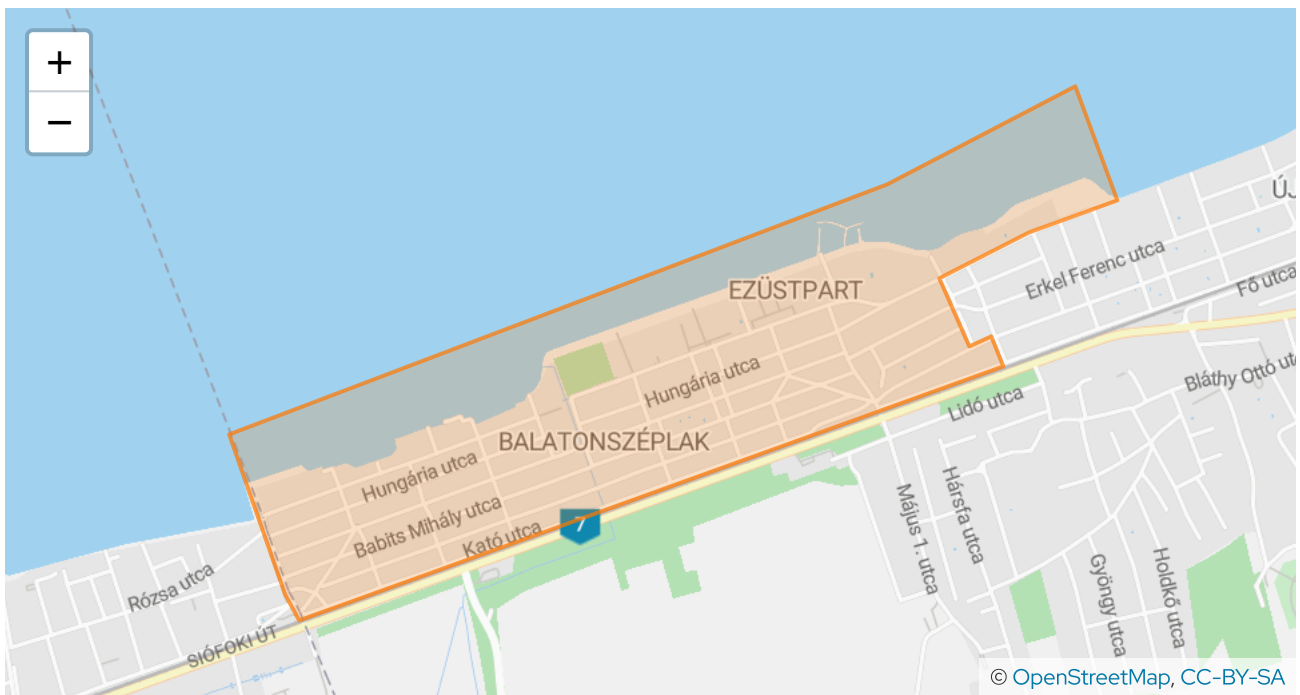 +
−
ÚJ
EZÜSTPART
Erkel Ferenc utca
Fő utca
Hungária utca
Bláthy Ottó ut
Lidó utca
BALATONSZÉPLAK
Hungária utca
Babits Mihály utca
Kató utca
7
Május 1. utca
Hársfa utca
Gyöngy utca
Holdkő utca
Rózsa utca
SIÓFOKI ÚT
© OpenStreetMap, CC-BY-SA